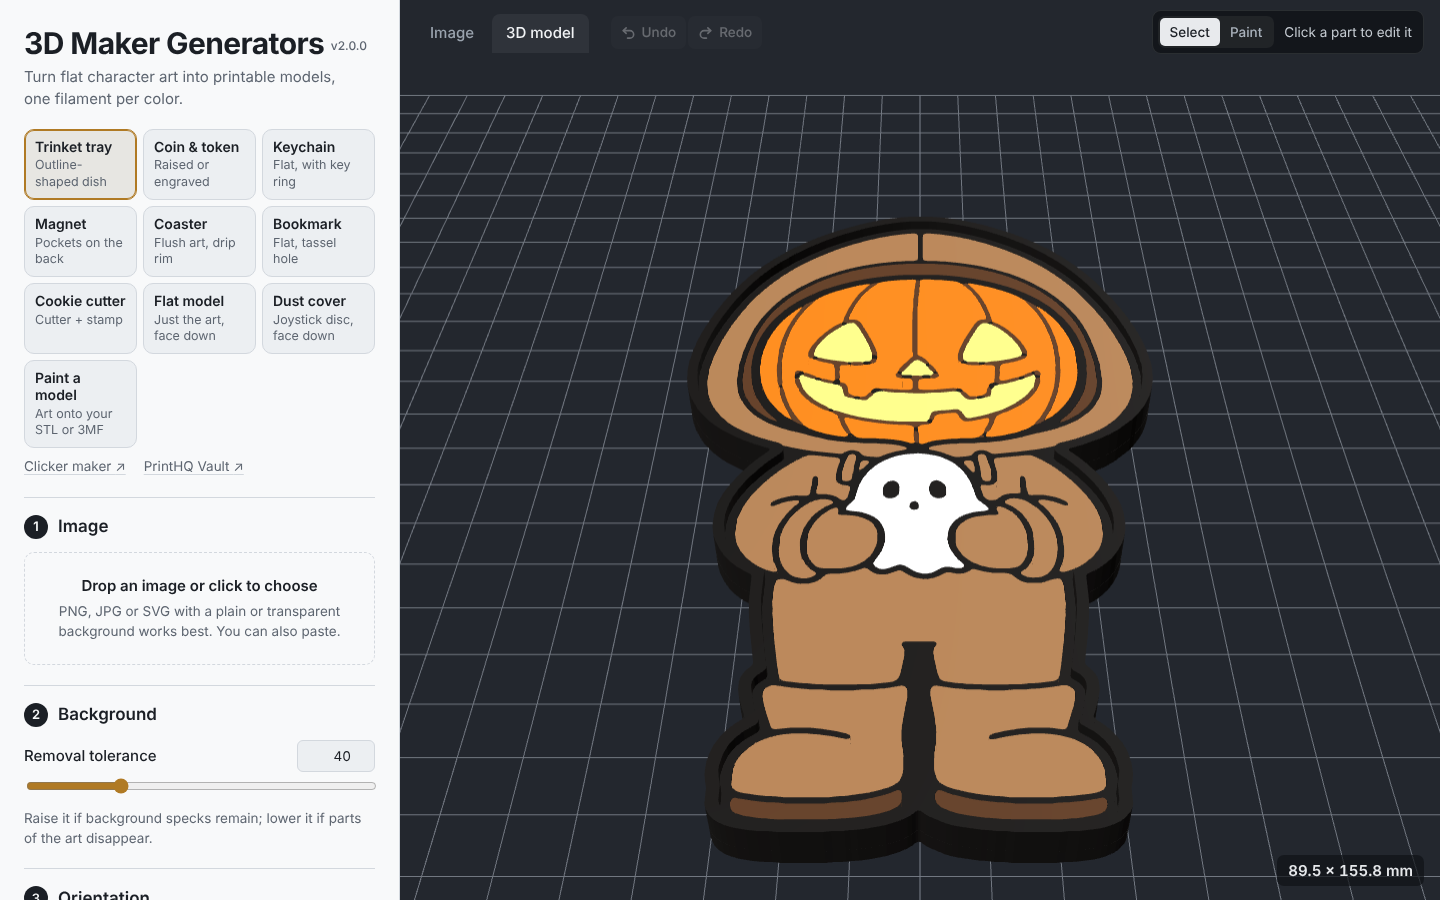 3D Maker Generators v2.0.0
Turn flat character art into printable models,
one filament per color.
Trinket tray
Outline-
shaped dish
Coin & token
Raised or
engraved
Keychain
Flat, with key
ring
Magnet
Pockets on the
back
Coaster
Flush art, drip
rim
Bookmark
Flat, tassel
hole
Cookie cutter
Cutter + stamp
Flat model
Just the art,
face down
Dust cover
Joystick disc,
face down
Paint a
model
Art onto your
STL or 3MF
Clicker maker ↗ PrintHQ Vault ↗
1 Image
Drop an image or click to choose
PNG, JPG or SVG with a plain or transparent
background works best. You can also paste.
2 Background
Removal tolerance 40
Raise it if background specks remain; lower it if parts
of the art disappear.
3 Orientation
Image 3D model Undo Redo
Select Paint Click a part to edit it
89.5 × 155.8 mm